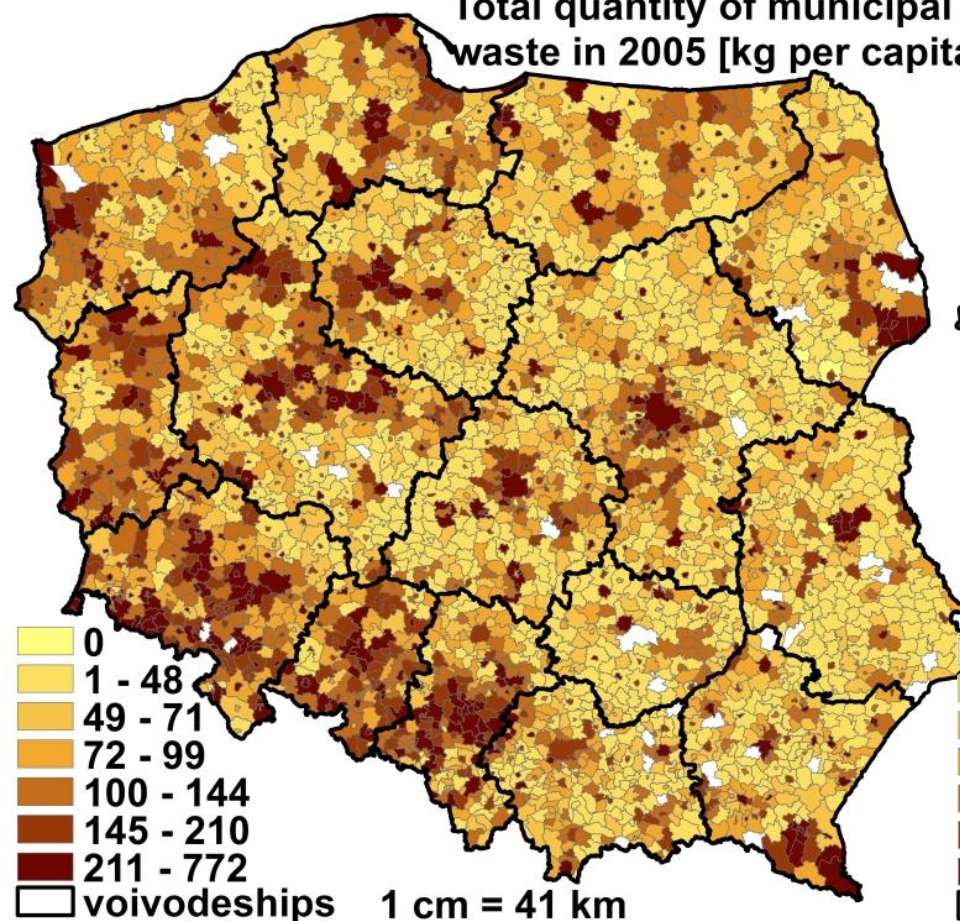 Total quantity of municipal
waste in 2005 [kg per capita
0
1 - 48
49 - 71
72 - 99
100 - 144
145 - 210
211 - 772
voivodeships 1 cm = 41 km